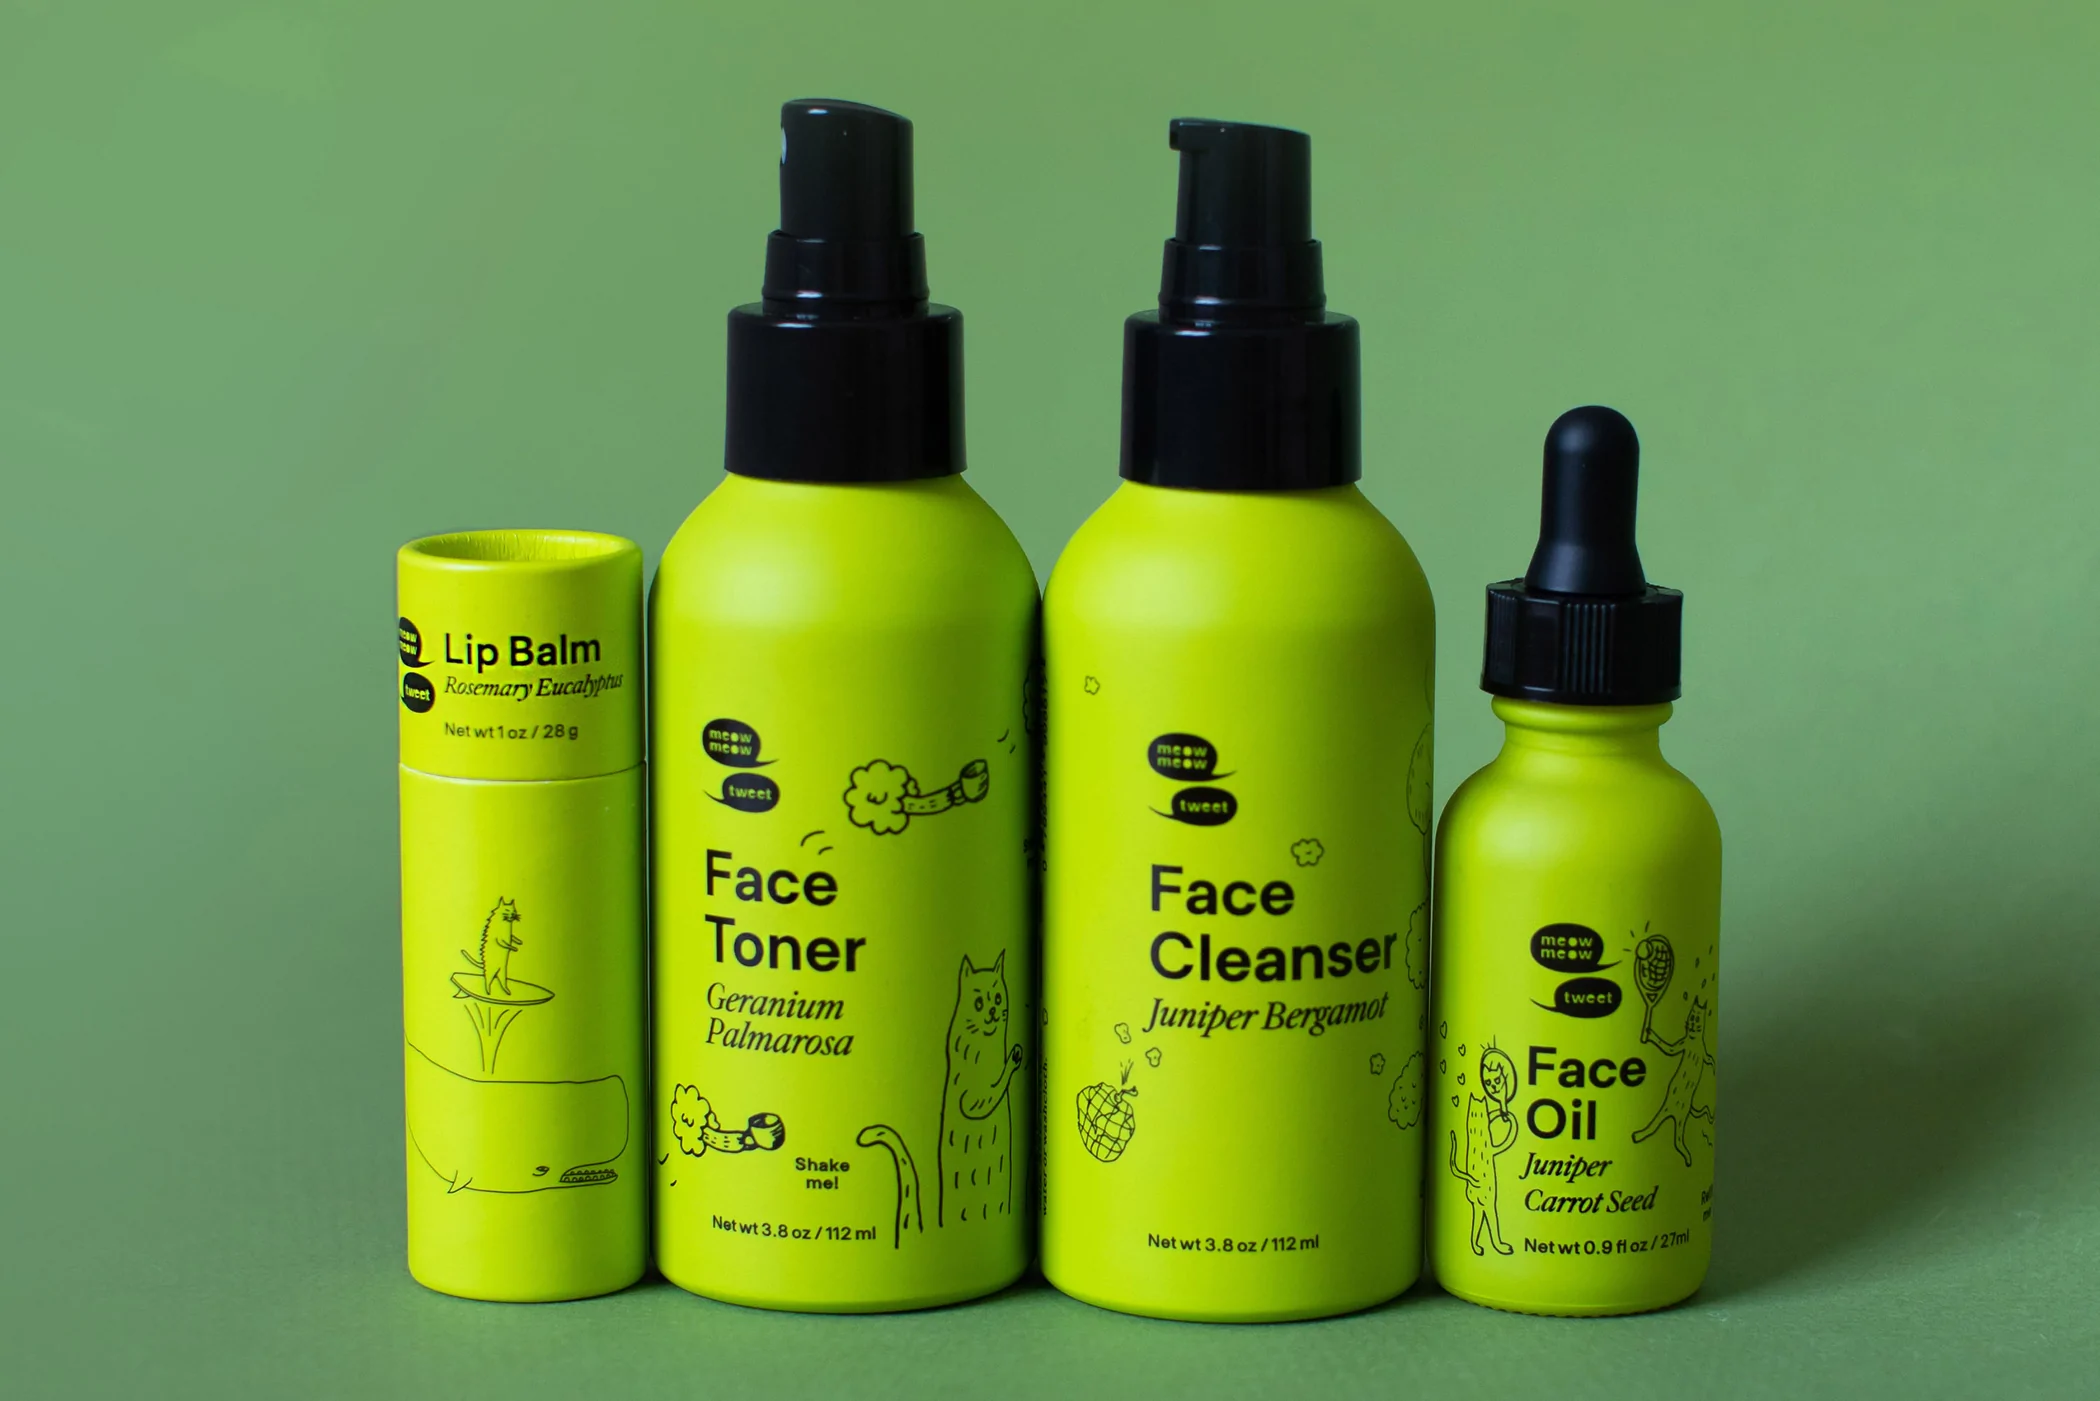 meow
meow
tweet
Lip Balm
Rosemary Eucalyptus
Net wt 1 oz / 28 g
meow
meow
tweet
Face
Toner
Geranium
Palmarosa
Shake
me!
Net wt 3.8 oz / 112 ml
meow
meow
tweet
Face
Cleanser
Juniper Bergamot
Net wt 3.8 oz / 112 ml
water or washcloth.
meow
meow
tweet
Face
Oil
Juniper
Carrot Seed
Net wt 0.9 fl oz / 27ml